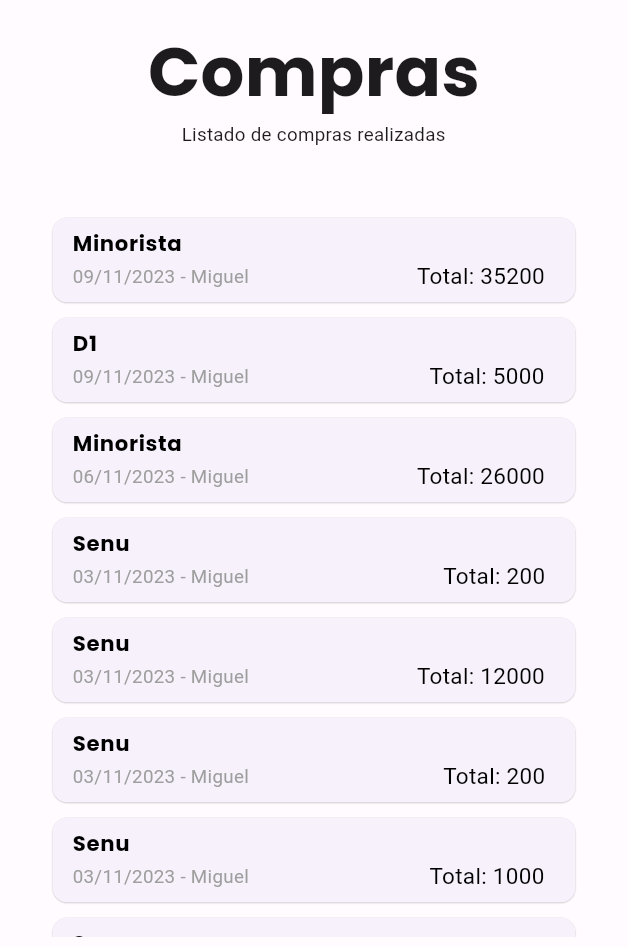 Compras
Listado de compras realizadas
Minorista
09/11/2023 - Miguel
Total: 35200
D1
09/11/2023 - Miguel
Total: 5000
Minorista
06/11/2023 - Miguel
Total: 26000
Senu
03/11/2023 - Miguel
Total: 200
Senu
03/11/2023 - Miguel
Total: 12000
Senu
03/11/2023 - Miguel
Total: 200
Senu
03/11/2023 - Miguel
Total: 1000